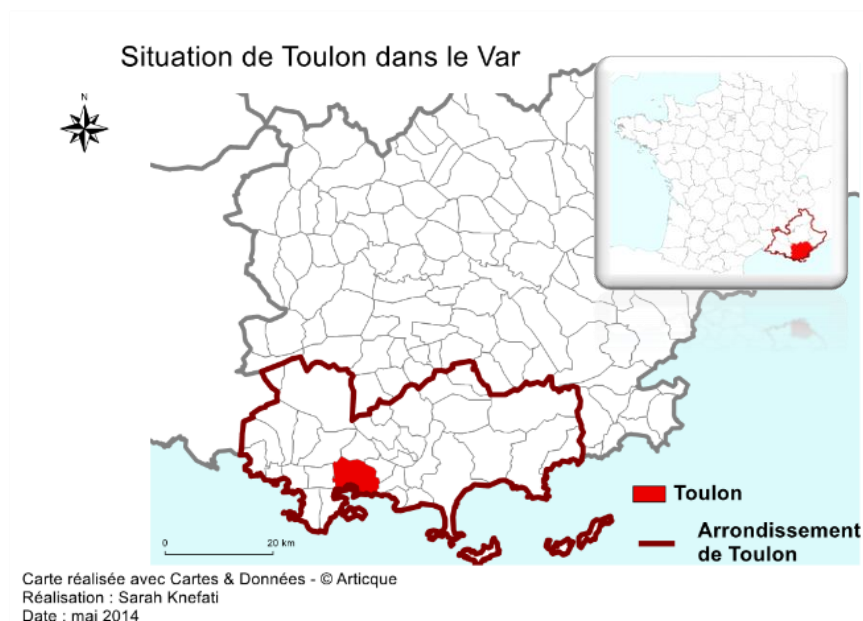 Situation de Toulon dans le Var
N
Toulon
Arrondissement
de Toulon
0
20 km
Carte réalisée avec Cartes & Données - © Articque
Réalisation : Sarah Knefati
Date : mai 2014